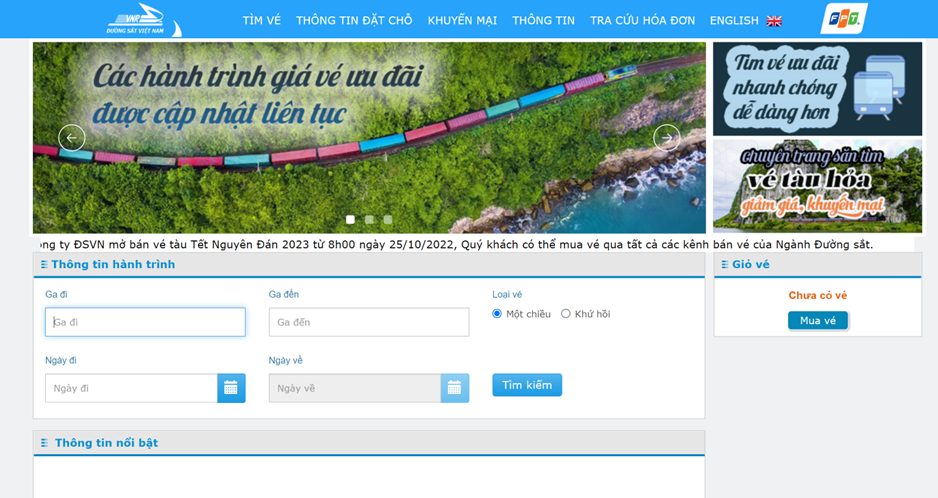 VNR
ĐƯỜNG SẮT VIỆT NAM
TÌM VÉ THÔNG TIN ĐẶT CHỖ KHUYẾN MẠI THÔNG TIN TRA CỨU HÓA ĐƠN ENGLISH
FPT.
Các hành trình giá vé ưu đãi
được cập nhật liên tục
Tìm vé ưu đãi
nhanh chóng
dễ dàng hơn
chuyên trang săn tìm
vé tàu hỏa
giảm giá, khuyến mại
ông ty ĐSVN mở bán vé tàu Tết Nguyên Đán 2023 từ 8h00 ngày 25/10/2022, Quý khách có thể mua vé qua tất cả các kênh bán vé của Ngành Đường sắt.
Thông tin hành trình
Ga đi Ga đến Loại vé
Ga đi Ga đến Một chiều Khứ hồi
Ngày đi Ngày về
Ngày đi Ngày về Tìm kiếm
Giỏ vé
Chưa có vé
Mua vé
Thông tin nổi bật